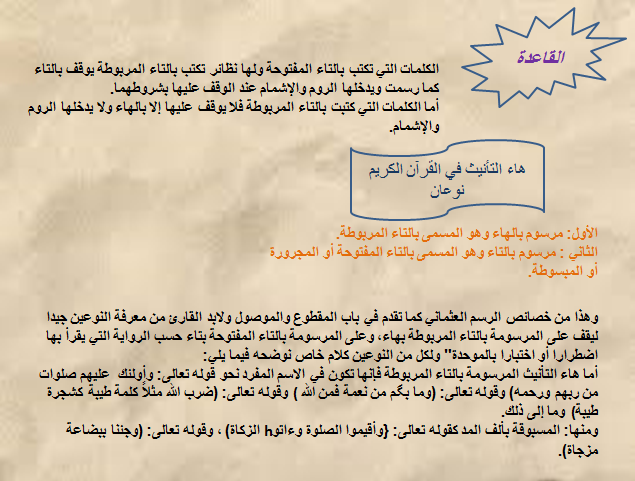 القاعدة
الكلمات التي تكتب بالتاء المفتوحة ولها نظائر تكتب بالتاء المربوطة يوقف بالتاء
كما رسمت ويدخلها الروم والإشمام عند الوقف عليها بشروطهما.
أما الكلمات التي كتبت بالتاء المربوطة فلا يوقف عليها إلا بالهاء ولا يدخلها الروم
والإشمام.
هاء التأنيث في القرآن الكريم
نوعان
الأول: مرسوم بالهاء وهو المسمى بالتاء المربوطة.
الثاني : مرسوم بالتاء وهو المسمى بالتاء المفتوحة أو المجرورة
أو المبسوطة.
وهذا من خصائص الرسم العثماني كما تقدم في باب المقطوع والموصول ولابد القارئ من معرفة النوعين جيدا
ليقف على المرسومة بالتاء المربوطة بهاء، وعلى المرسومة بالتاء المفتوحة بتاء حسب الرواية التي يقرأ بها
اضطرارا أو اختبارا بالموحدة" ولكل من النوعين كلام خاص نوضحه فيما يلي:
أما هاء التأنيث المرسومة بالتاء المربوطة فإنها تكون في الاسم المفرد نحو قوله تعالى: وأولئك عليهم صلوات
من ربهم ورحمه) وقوله تعالى: (وما بكم من نعمة فمن الله ) وقوله تعالى: (ضرب الله مثلاً كلمة طيبة كشجرة
طيبة) وما إلى ذلك.
ومنها: المسبوقة بألف المد كقوله تعالى: {وأقيموا الصلوة وءاتوh الزكاة) ، وقوله تعالى: (وجئنا ببضاعة
مزجاة).